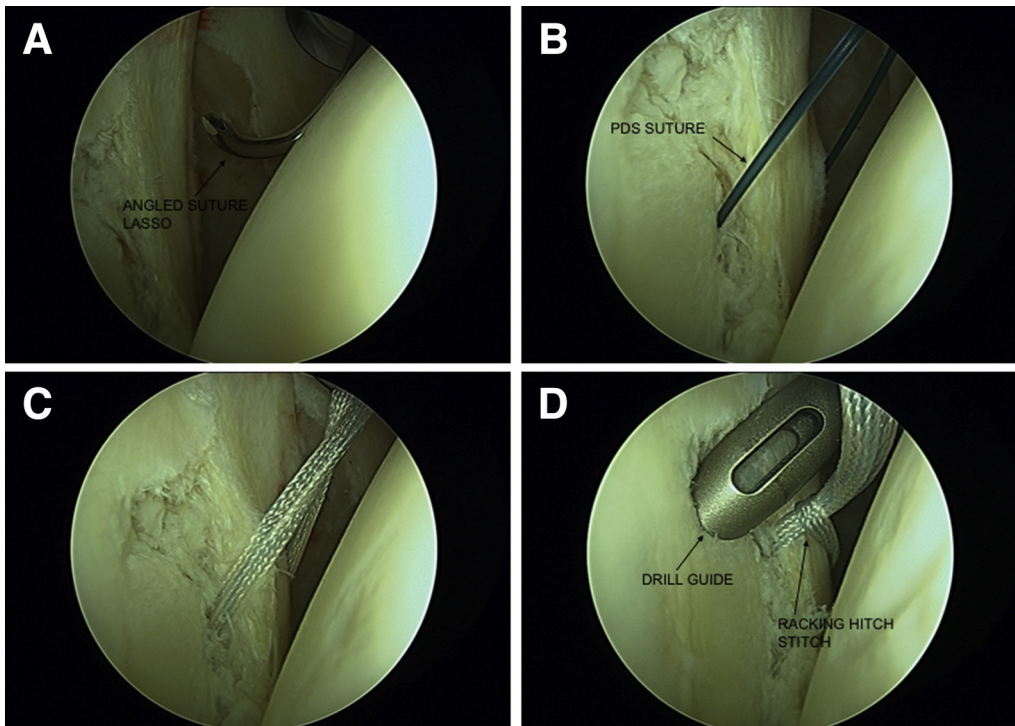 A
ANGLED SUTURE
LASSO
B
PDS SUTURE
C
D
DRILL GUIDE
RACKING HITCH
STITCH